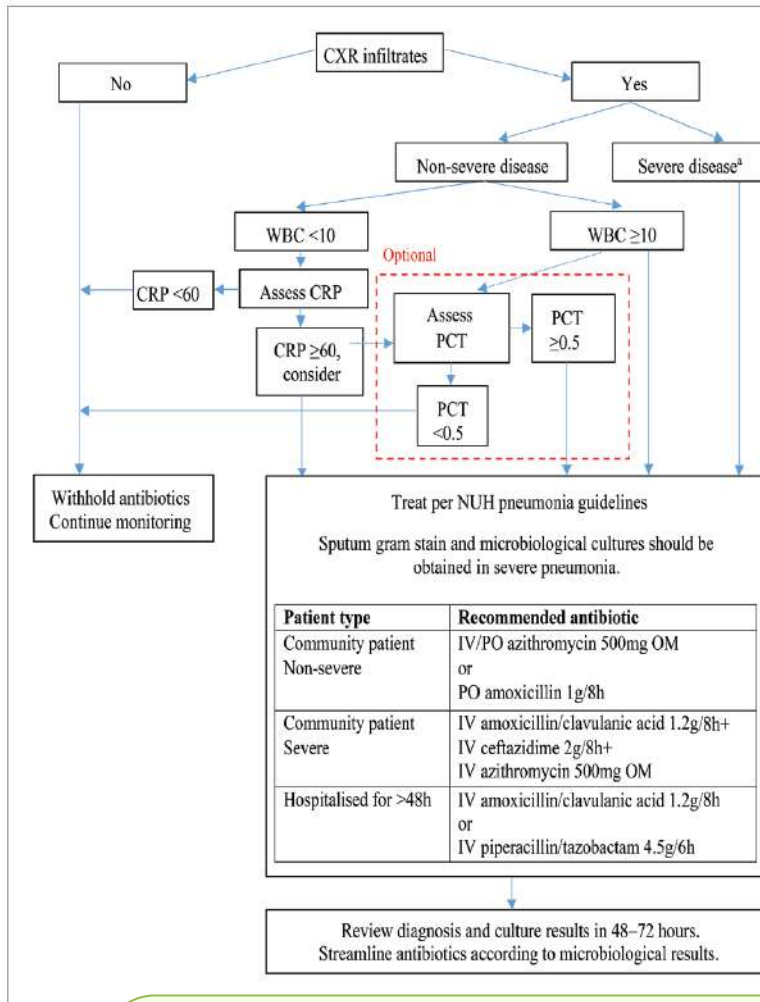 CXR infiltrates
No
Yes
Non-severe disease
Severe diseaseᵃ
WBC <10
WBC ≥10
Optional
CRP <60
Assess CRP
Assess
PCT
PCT
≥0.5
CRP ≥60,
consider
PCT
<0.5
Withhold antibiotics
Continue monitoring
Treat per NUH pneumonia guidelines
Sputum gram stain and microbiological cultures should be
obtained in severe pneumonia.
Patient type Recommended antibiotic
Community patient IV/PO azithromycin 500mg OM
Non-severe or
PO amoxicillin 1g/8h
Community patient IV amoxicillin/clavulanic acid 1.2g/8h+
Severe IV ceftazidime 2g/8h+
IV azithromycin 500mg OM
Hospitalised for >48h IV amoxicillin/clavulanic acid 1.2g/8h
or
IV piperacillin/tazobactam 4.5g/6h
Review diagnosis and culture results in 48–72 hours.
Streamline antibiotics according to microbiological results.